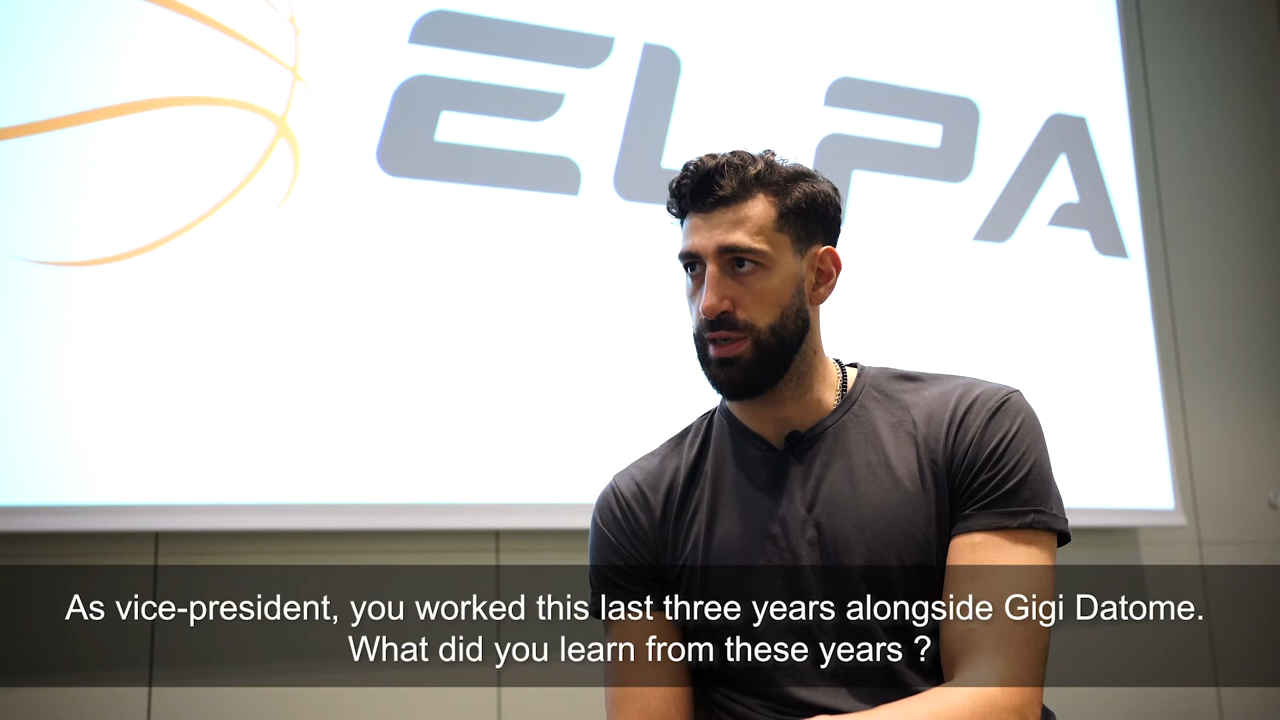 ELPA
As vice-president, you worked this last three years alongside Gigi Datome.
What did you learn from these years ?